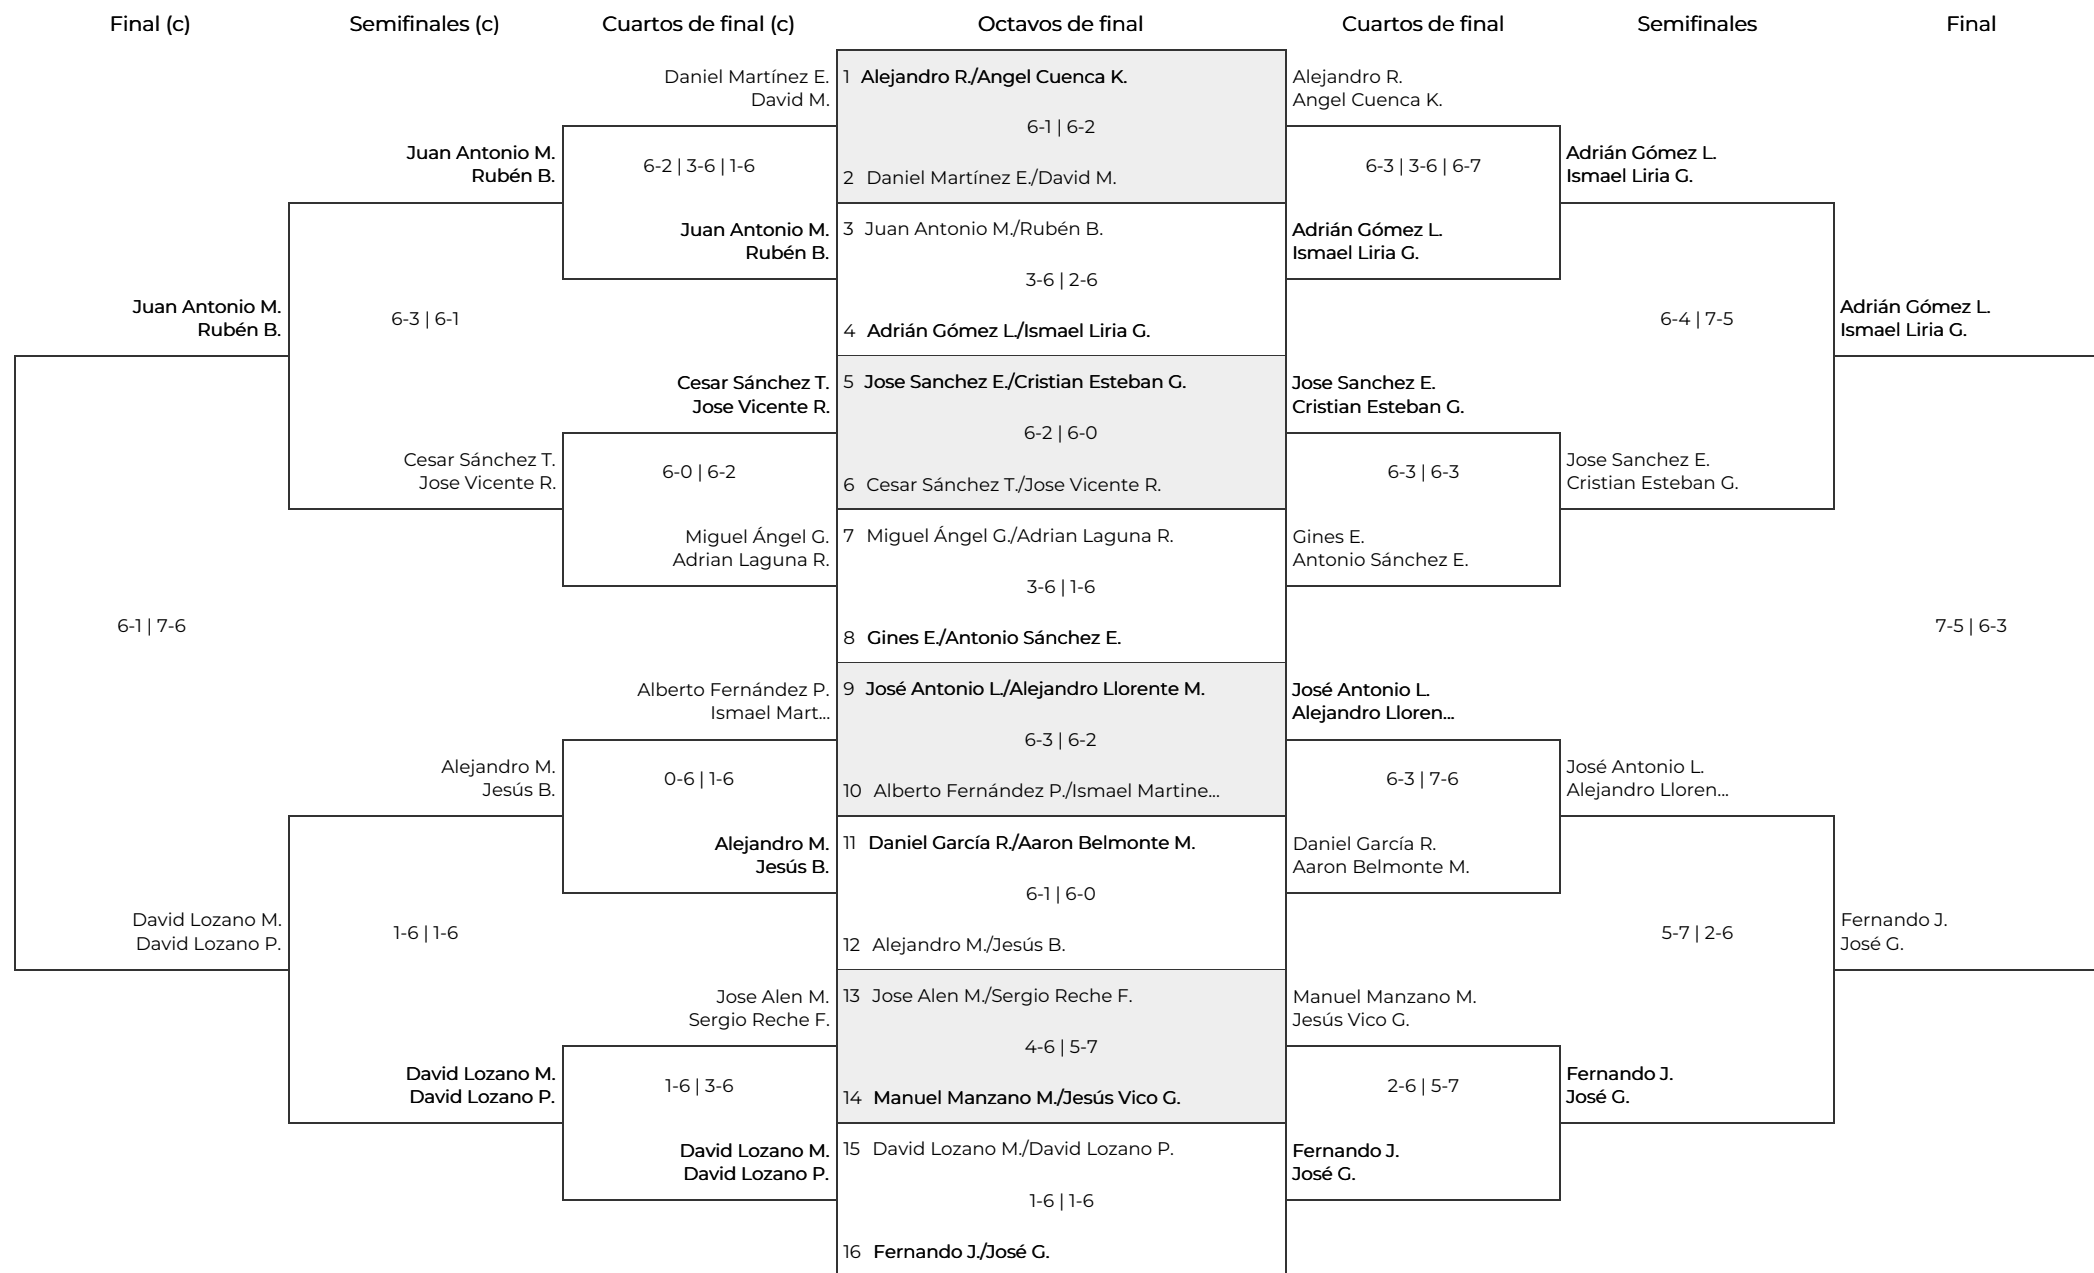 Final (c)
Semifinales (c)
Cuartos de final (c)
Octavos de final
Cuartos de final
Semifinales
Final
Juan Antonio M.
Rubén B.
6-1 | 7-6
David Lozano M.
David Lozano P.
Juan Antonio M.
Rubén B.
6-3 | 6-1
Cesar Sánchez T.
Jose Vicente R.
Alejandro M.
Jesús B.
1-6 | 1-6
David Lozano M.
David Lozano P.
Daniel Martínez E.
David M.
6-2 | 3-6 | 1-6
Juan Antonio M.
Rubén B.
Cesar Sánchez T.
Jose Vicente R.
6-0 | 6-2
Miguel Ángel G.
Adrian Laguna R.
Alberto Fernández P.
Ismael Mart...
0-6 | 1-6
Alejandro M.
Jesús B.
Jose Alen M.
Sergio Reche F.
1-6 | 3-6
David Lozano M.
David Lozano P.
1 Alejandro R./Angel Cuenca K.
6-1 | 6-2
2 Daniel Martínez E./David M.
3 Juan Antonio M./Rubén B.
3-6 | 2-6
4 Adrián Gómez L./Ismael Liria G.
5 Jose Sanchez E./Cristian Esteban G.
6-2 | 6-0
6 Cesar Sánchez T./Jose Vicente R.
7 Miguel Ángel G./Adrian Laguna R.
3-6 | 1-6
8 Gines E./Antonio Sánchez E.
9 José Antonio L./Alejandro Llorente M.
6-3 | 6-2
10 Alberto Fernández P./Ismael Martine...
11 Daniel García R./Aaron Belmonte M.
6-1 | 6-0
12 Alejandro M./Jesús B.
13 Jose Alen M./Sergio Reche F.
4-6 | 5-7
14 Manuel Manzano M./Jesús Vico G.
15 David Lozano M./David Lozano P.
1-6 | 1-6
16 Fernando J./José G.
Alejandro R.
Angel Cuenca K.
6-3 | 3-6 | 6-7
Adrián Gómez L.
Ismael Liria G.
Jose Sanchez E.
Cristian Esteban G.
6-3 | 6-3
Gines E.
Antonio Sánchez E.
José Antonio L.
Alejandro Lloren...
6-3 | 7-6
Daniel García R.
Aaron Belmonte M.
Manuel Manzano M.
Jesús Vico G.
2-6 | 5-7
Fernando J.
José G.
Adrián Gómez L.
Ismael Liria G.
6-4 | 7-5
Jose Sanchez E.
Cristian Esteban G.
José Antonio L.
Alejandro Lloren...
5-7 | 2-6
Fernando J.
José G.
Adrián Gómez L.
Ismael Liria G.
7-5 | 6-3
Fernando J.
José G.